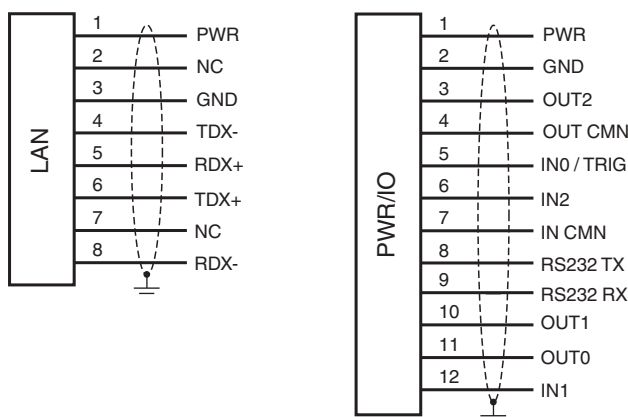 LAN
1 PWR
2 NC
3 GND
4 TDX-
5 RDX+
6 TDX+
7 NC
8 RDX-
PWR/IO
1 PWR
2 GND
3 OUT2
4 OUT CMN
5 IN0 / TRIG
6 IN2
7 IN CMN
8 RS232 TX
9 RS232 RX
10 OUT1
11 OUT0
12 IN1